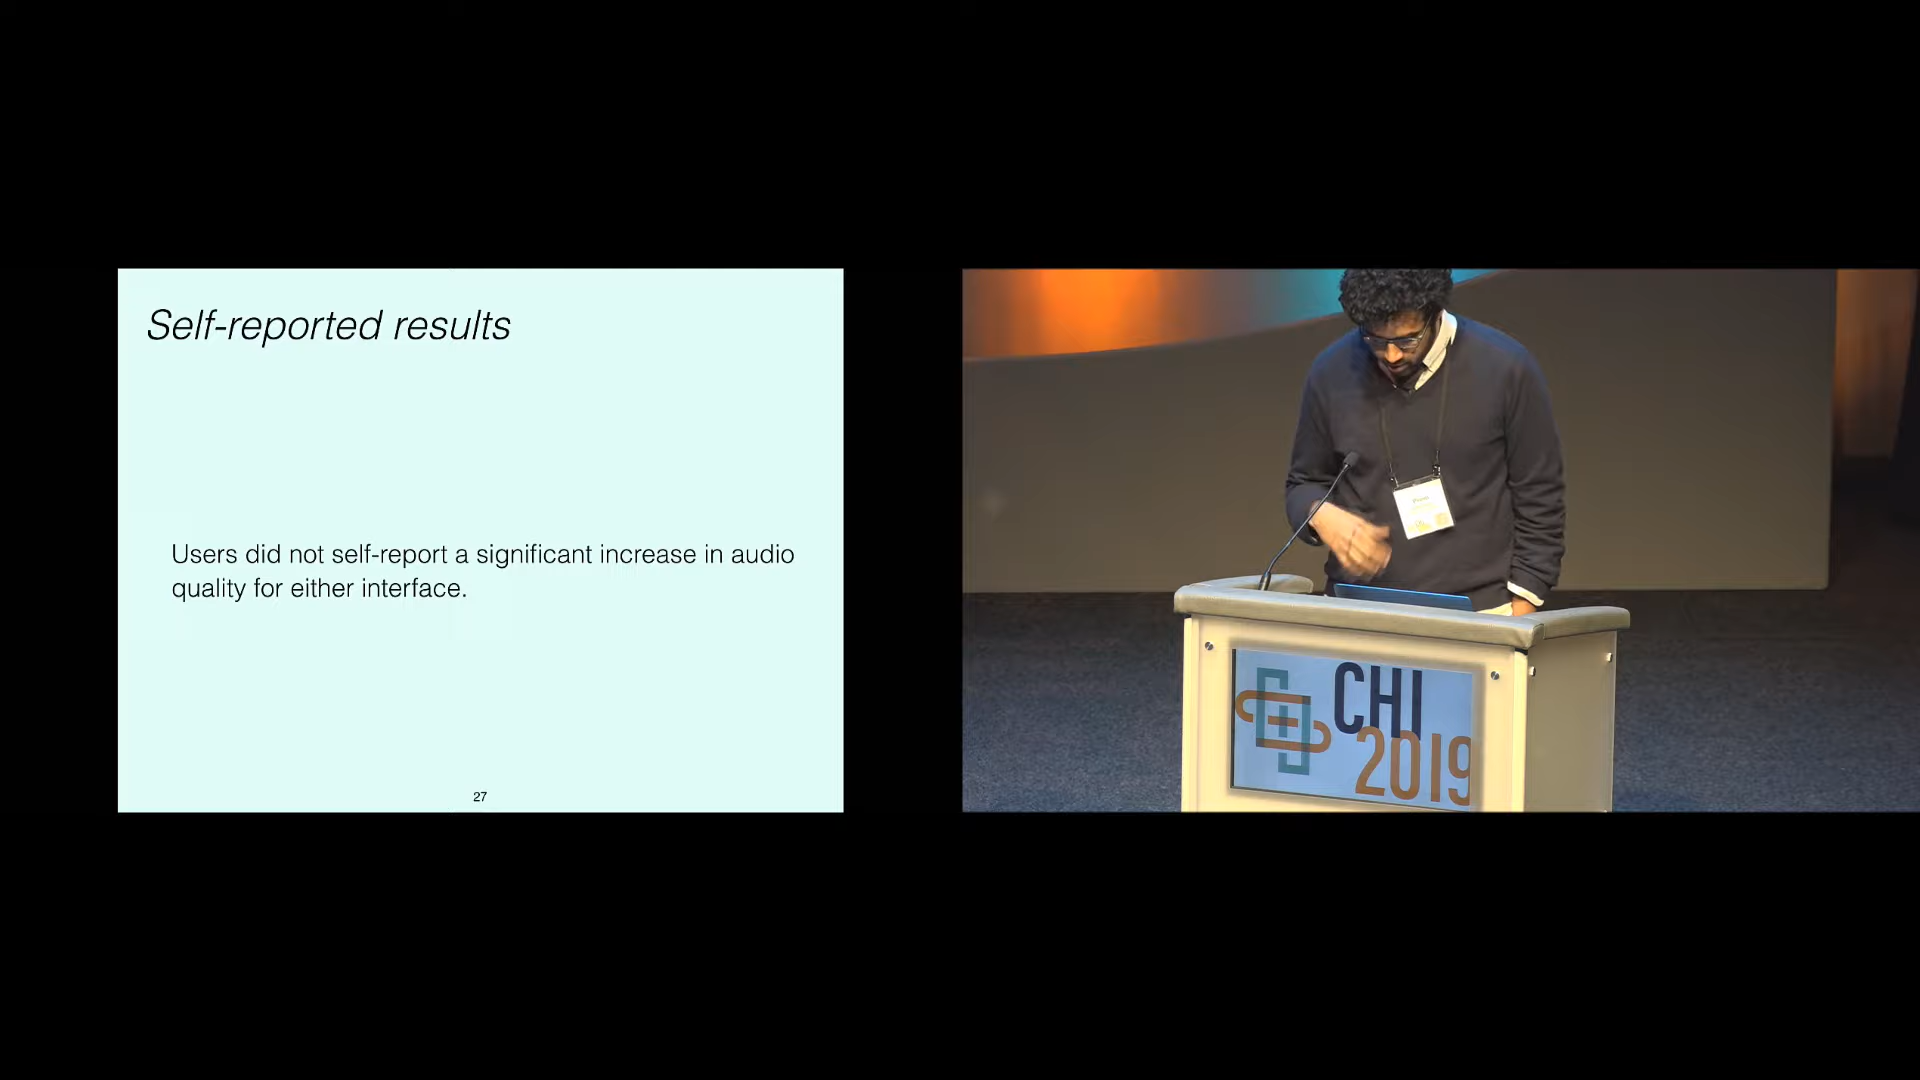 Self-reported results
Users did not self-report a significant increase in audio
quality for either interface.
27
CHI
2019